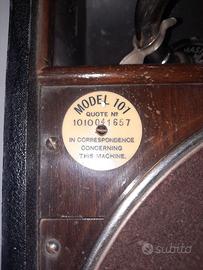 MODEL 101
QUOTE Nº
1010041657
IN CORRESPONDENCE
CONCERNING
THIS MACHINE.
subito